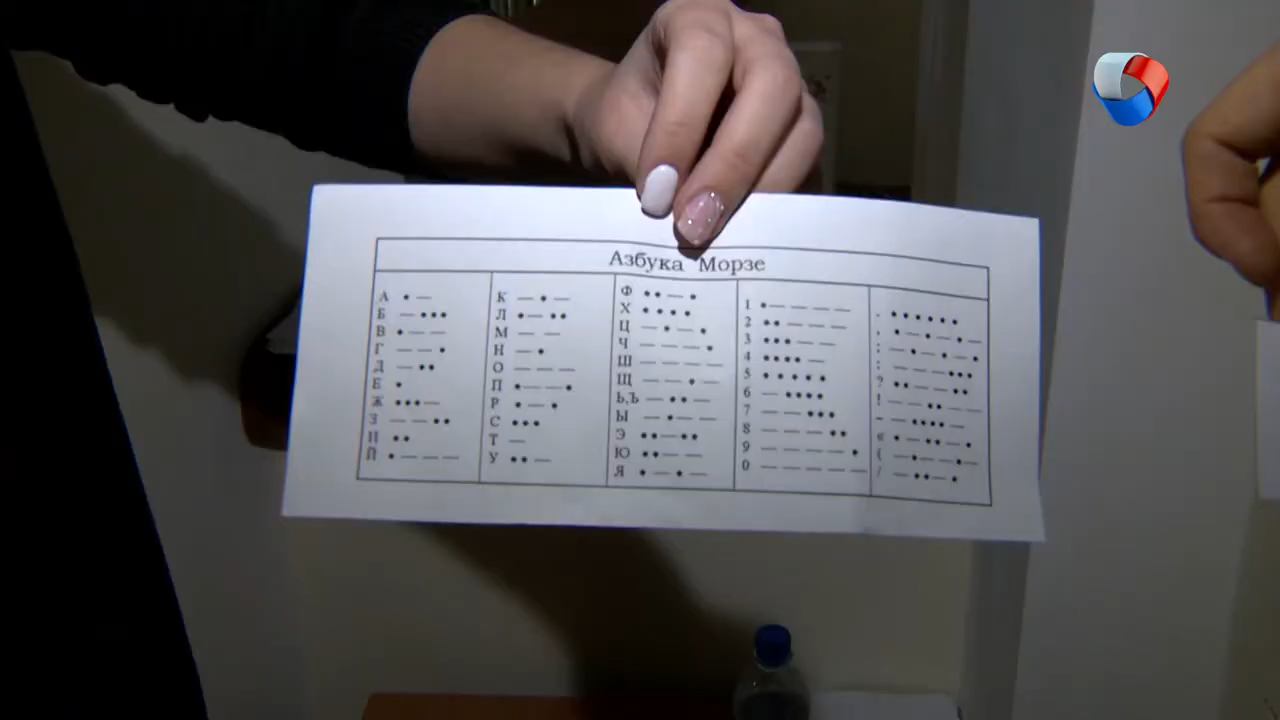 Азбука Морзе
А • —
Б — • • •
В • — —
Г — — •
Д — • •
Е •
Ж • • • —
З — — • •
И • •
Й • — — —
К — • —
Л • — • •
М — —
Н — •
О — — —
П • — — •
Р • — •
С • • •
Т —
У • • —
Ф • • — •
Х • • • •
Ц — • — •
Ч — — — •
Ш — — — —
Щ — — • —
Ь,Ъ — • • —
Ы — • — —
Э • • — • •
Ю • • — —
Я • — • —
1 • — — — —
2 • • — — —
3 • • • — —
4 • • • • —
5 • • • • •
6 — • • • •
7 — — • • •
8 — — — • •
9 — — — — •
0 — — — — —
. • • • • • •
, • — • — • —
: — — — • • •
; — • — • — •
? • • — — • •
! — — • • — —
- — • • • • —
« • — • • — •
( — • — — • —
/ — • • — •